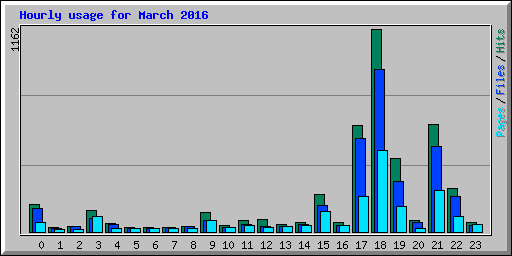 Hourly usage for March 2016
1162
Pages / Files / Hits
0 1 2 3 4 5 6 7 8 9 10 11 12 13 14 15 16 17 18 19 20 21 22 23